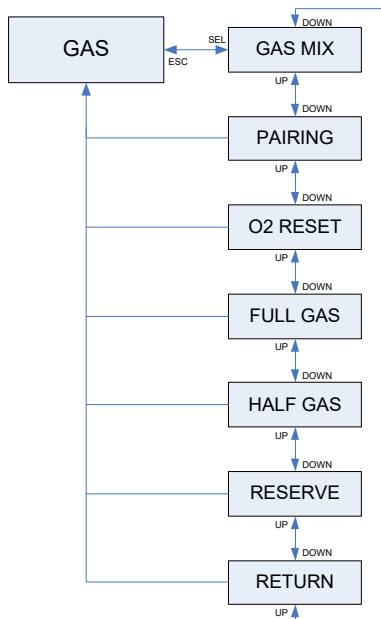 DOWN
GAS
SEL
GAS MIX
ESC
UP
DOWN
PAIRING
UP
DOWN
O2 RESET
UP
DOWN
FULL GAS
UP
DOWN
HALF GAS
UP
DOWN
RESERVE
UP
DOWN
RETURN
UP